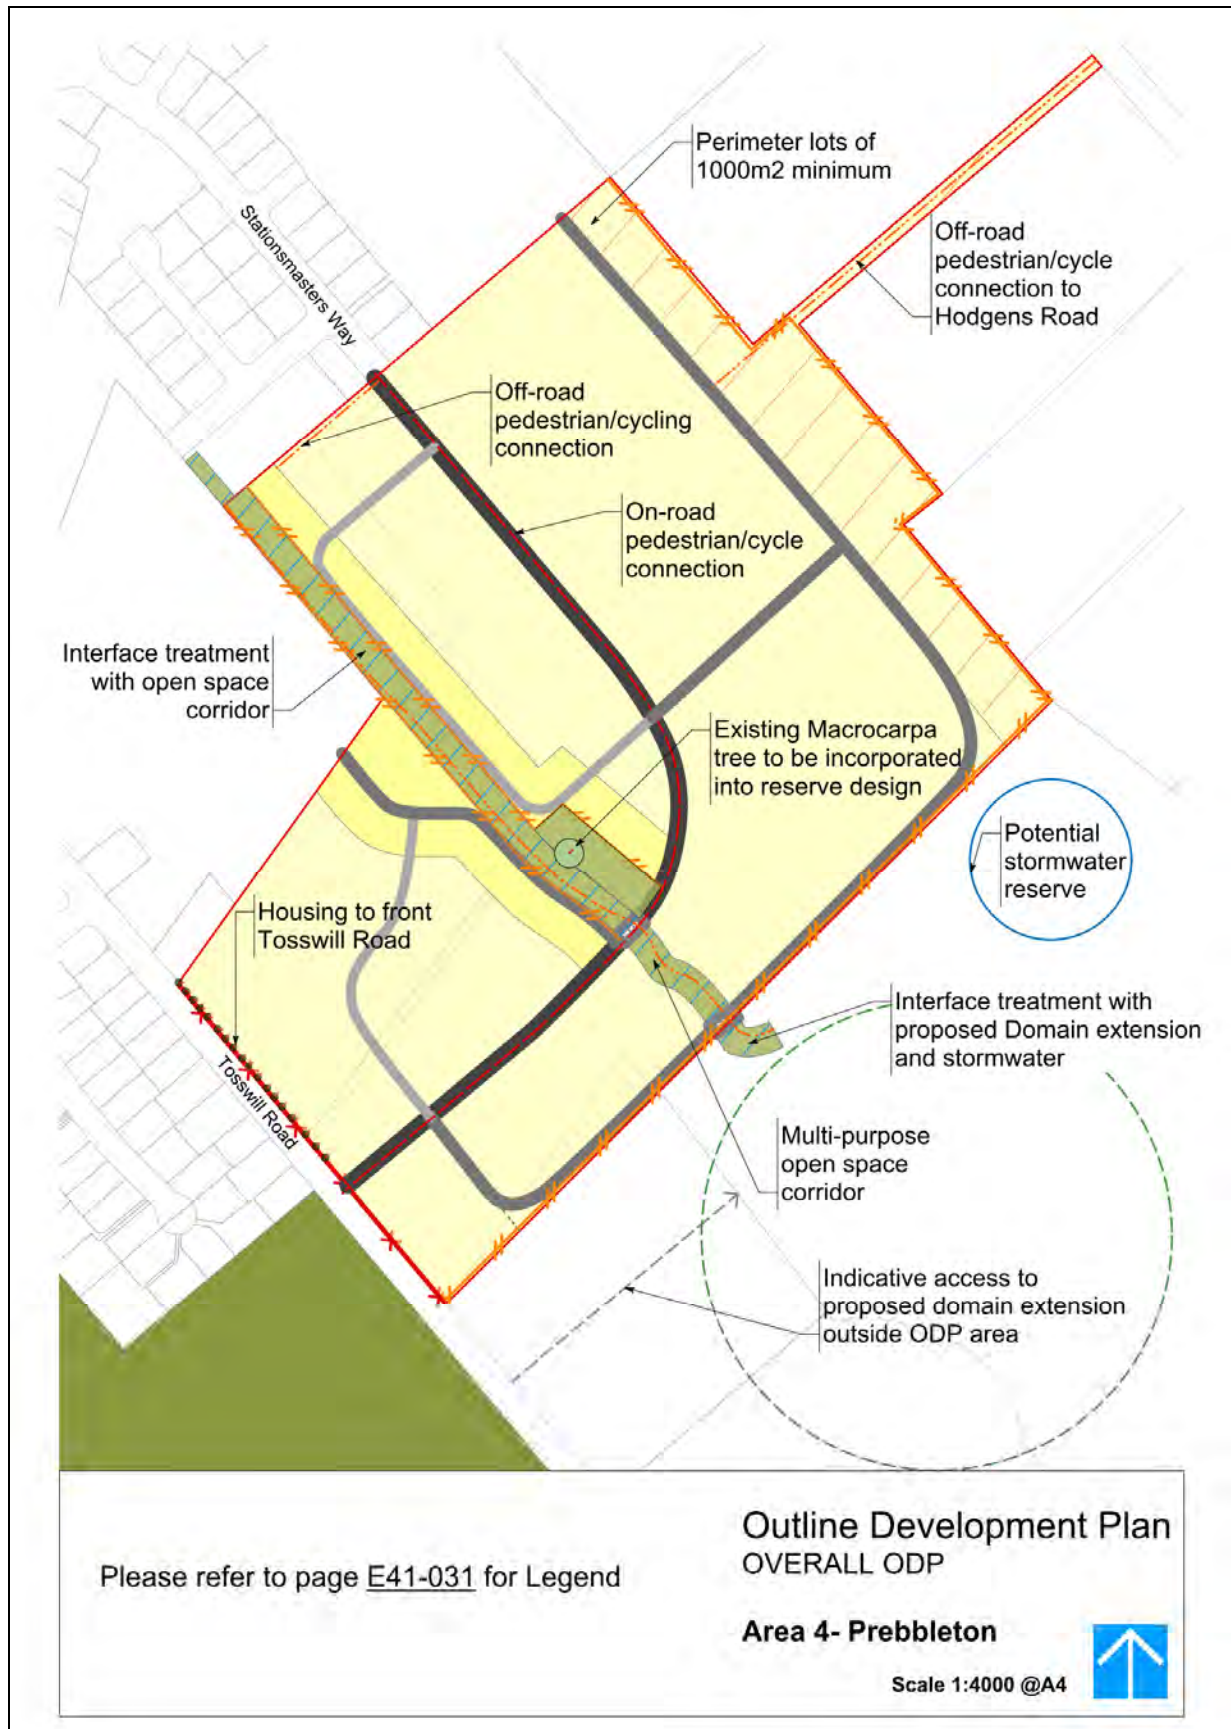 Perimeter lots of
1000m2 minimum
Stationsmasters Way
Off-road
pedestrian/cycle
connection to
Hodgens Road
Off-road
pedestrian/cycling
connection
On-road
pedestrian/cycle
connection
Interface treatment
with open space
corridor
Existing Macrocarpa
tree to be incorporated
into reserve design
Potential
stormwater
reserve
Housing to front
Tosswill Road
Interface treatment with
proposed Domain extension
and stormwater
Tosswill Road
Multi-purpose
open space
corridor
Indicative access to
proposed domain extension
outside ODP area
Please refer to page E41-031 for Legend
Outline Development Plan
OVERALL ODP
Area 4- Prebbleton
Scale 1:4000 @A4